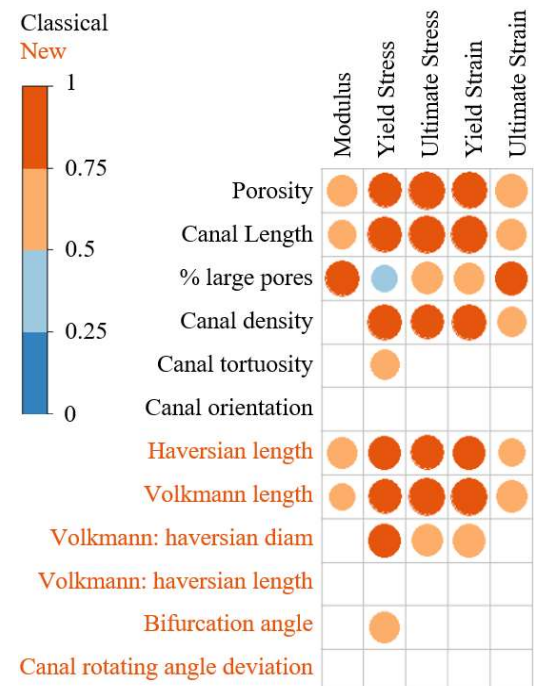 Classical
New
1
0.75
0.5
0.25
0
Modulus
Yield Stress
Ultimate Stress
Yield Strain
Ultimate Strain
Porosity
Canal Length
% large pores
Canal density
Canal tortuosity
Canal orientation
Haversian length
Volkmann length
Volkmann: haversian diam
Volkmann: haversian length
Bifurcation angle
Canal rotating angle deviation